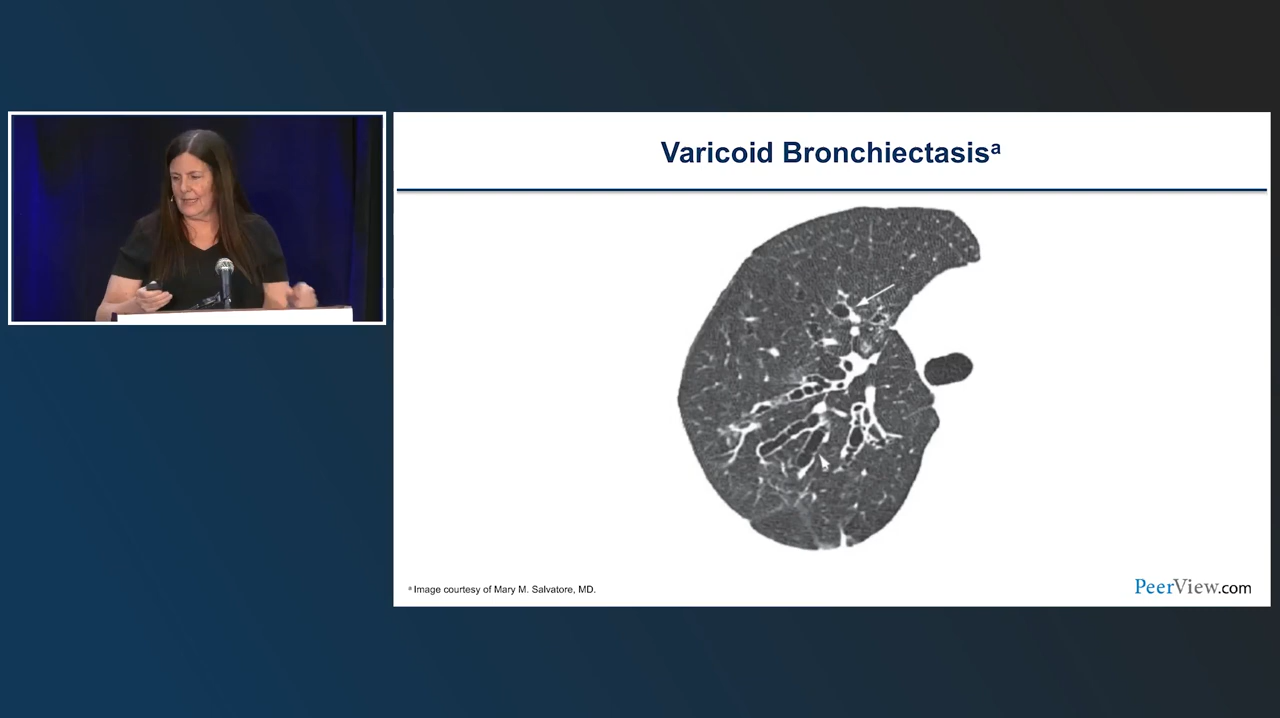 Varicoid Bronchiectasisᵃ
ᵃ Image courtesy of Mary M. Salvatore, MD.
PeerView.com